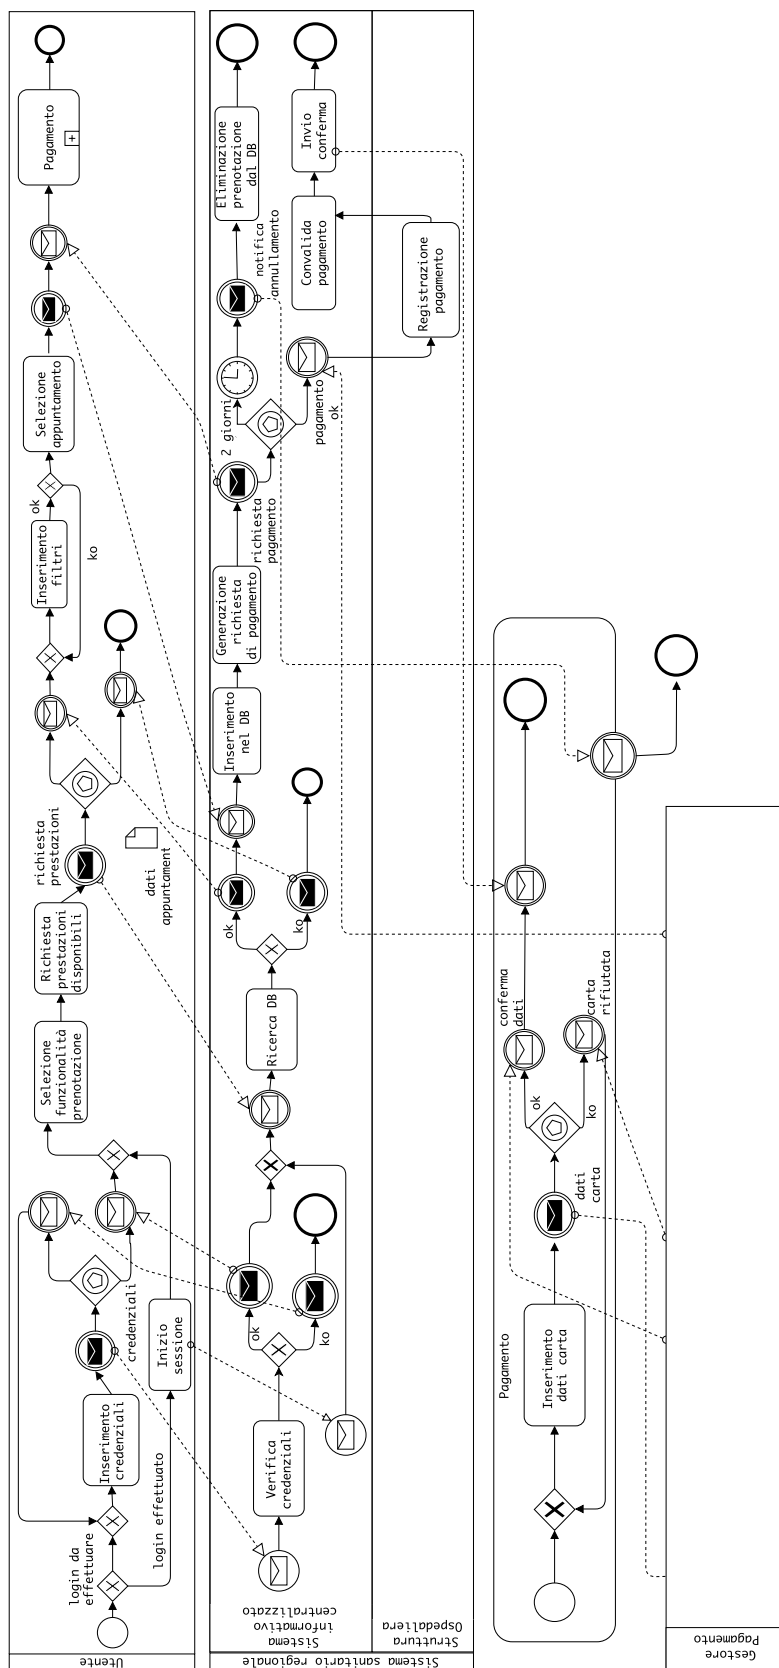 Utente
login da
effettuare
login effettuato
Inserimento
credenziali
credenziali
Inizio
sessione
Selezione
funzionalità
prenotazione
Richiesta
prestazioni
disponibili
richiesta
prestazioni
dati
appuntament
Inserimento
filtri
ok
ko
Selezione
appuntamento
Pagamento
Sistema sanitario regionale
Sistema
informativo
centralizzato
Verifica
credenziali
ok
ko
Ricerca DB
ok
ko
Inserimento
nel DB
Generazione
richiesta
di pagamento
richiesta
pagamento
2 giorni
pagamento
ok
notifica
annullamento
Eliminazione
prenotazione
dal DB
Convalida
pagamento
Invio
conferma
Struttura
Ospedaliera
Registrazione
pagamento
Pagamento
Inserimento
dati carta
dati
carta
ok
ko
conferma
dati
carta
rifiutata
Gestore
Pagamento